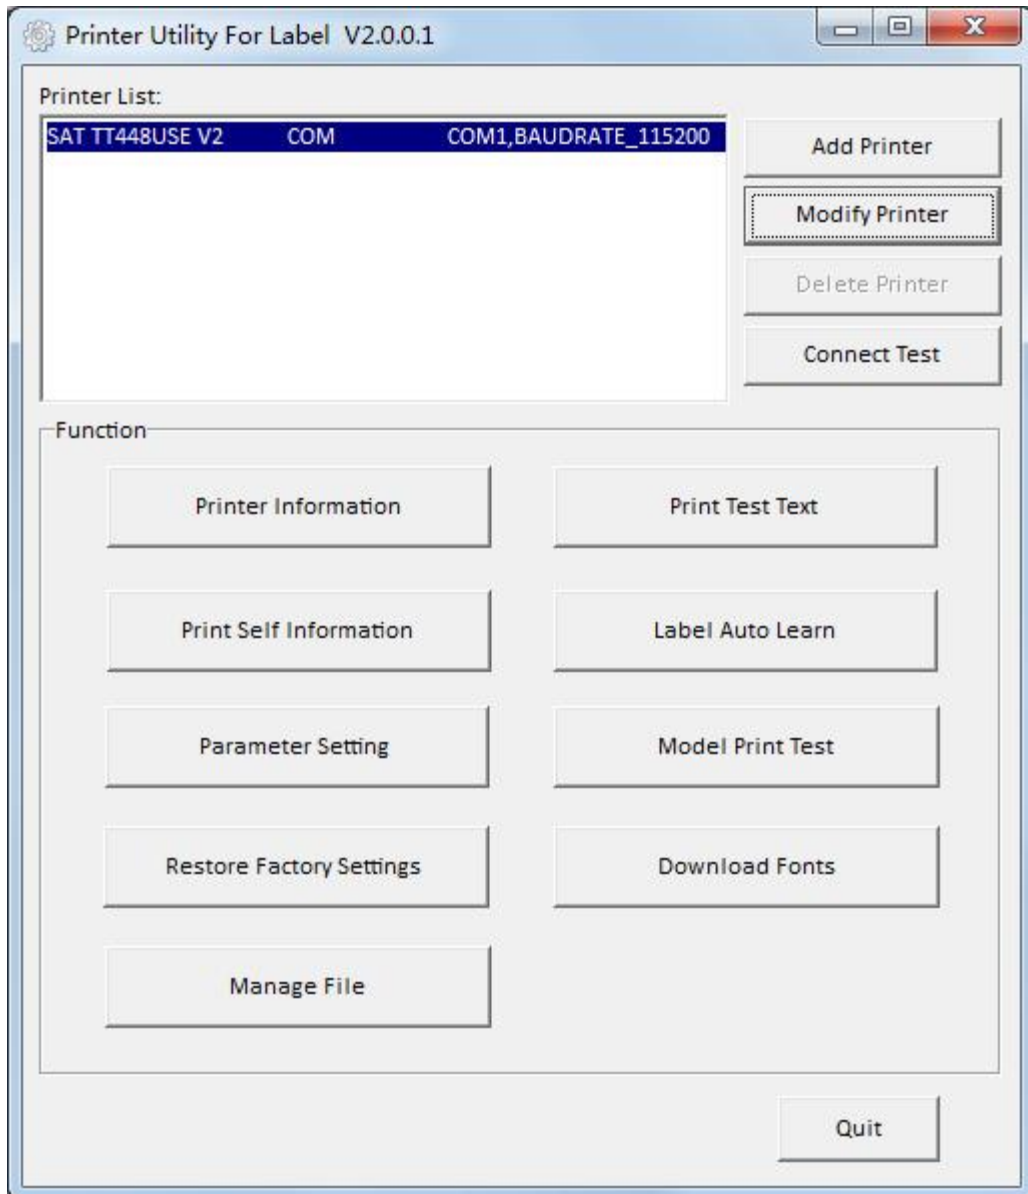 Printer Utility For Label V2.0.0.1
Printer List:
SAT TT448USE V2 COM COM1,BAUDRATE_115200
Add Printer
Modify Printer
Delete Printer
Connect Test
Function
Printer Information
Print Test Text
Print Self Information
Label Auto Learn
Parameter Setting
Model Print Test
Restore Factory Settings
Download Fonts
Manage File
Quit